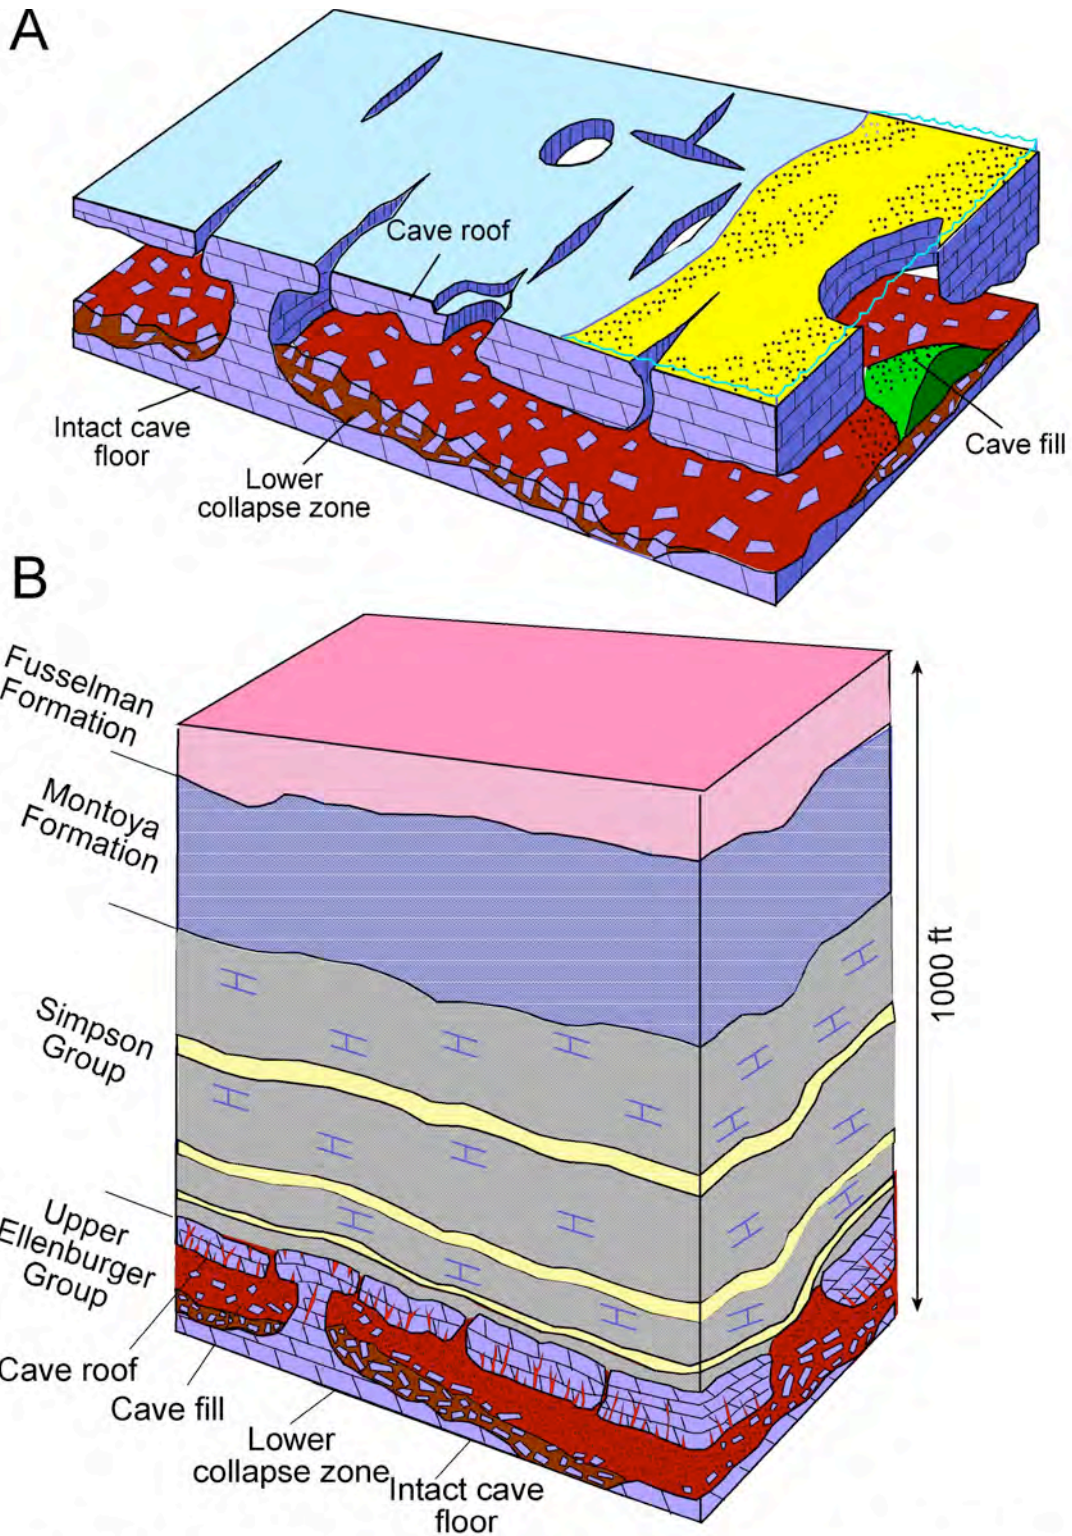 A
Cave roof
Intact cave
floor
Lower
collapse zone
Cave fill
B
Fusselman
Formation
Montoya
Formation
Simpson
Group
Upper
Ellenburger
Group
1000 ft
Cave roof
Cave fill
Lower
collapse zone
Intact cave
floor